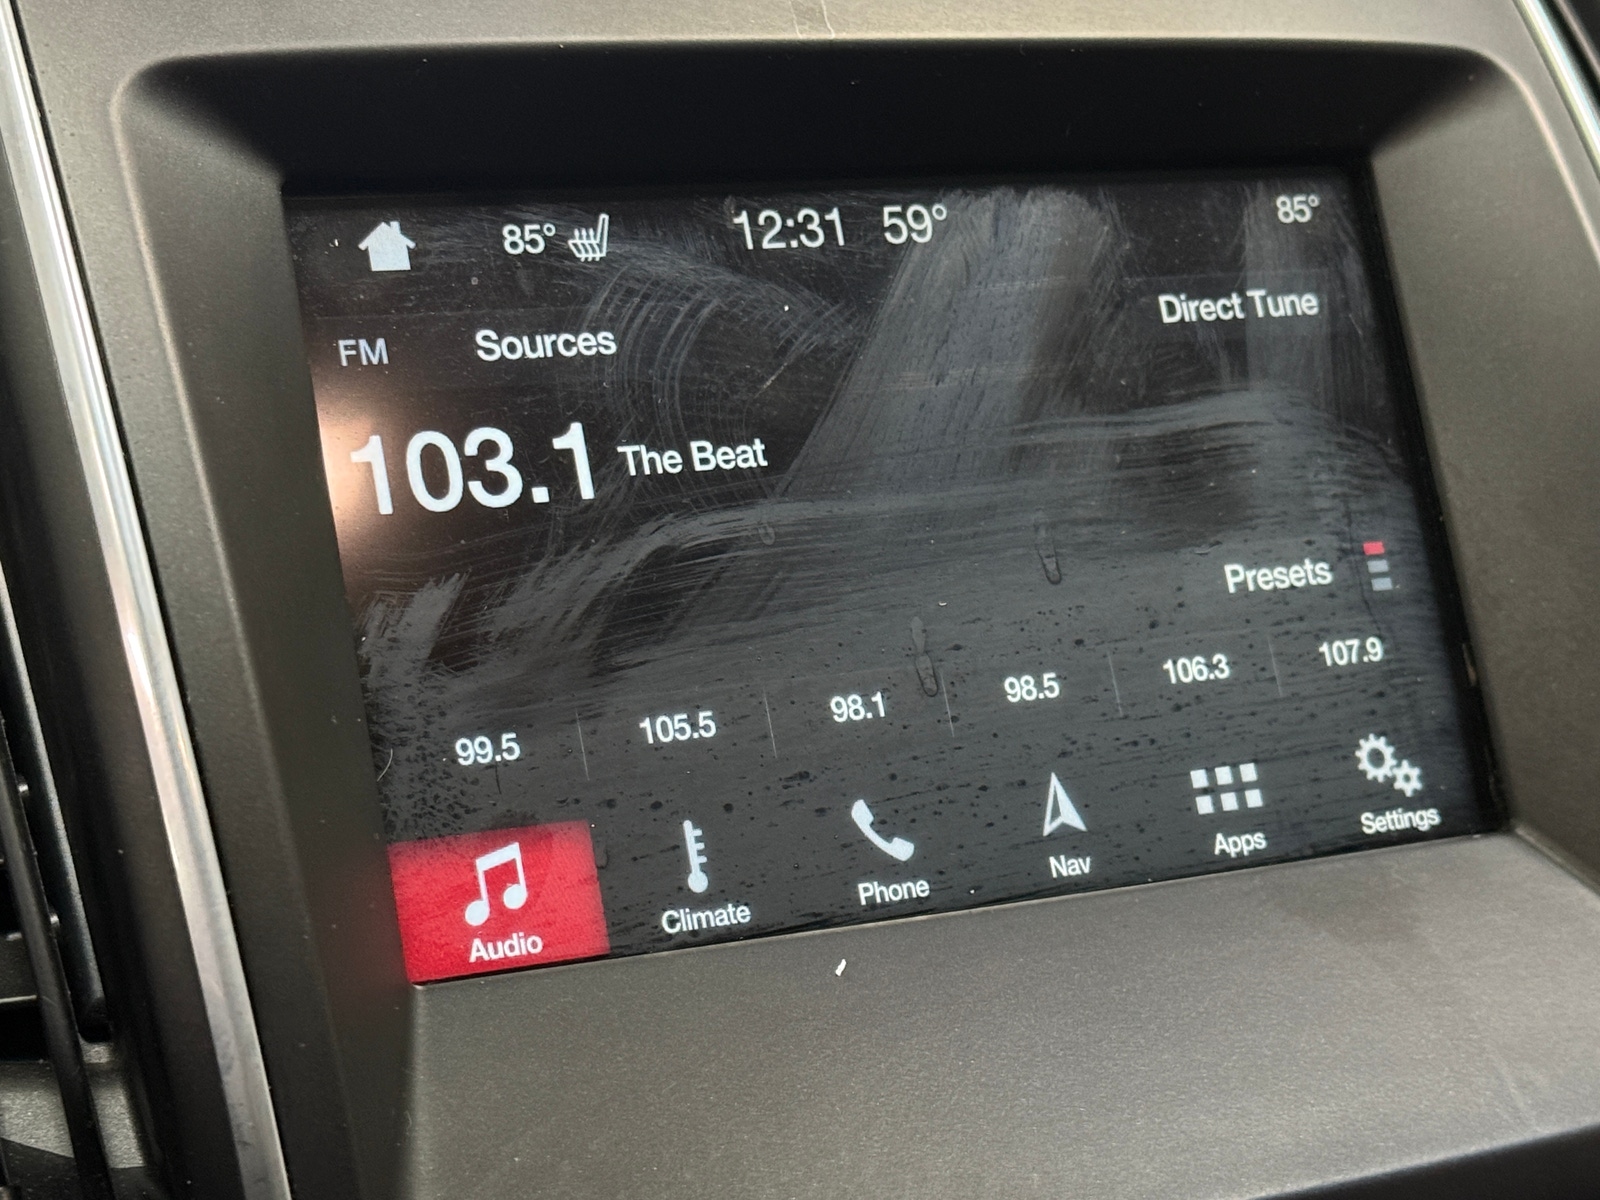 85° 12:31 59° 85°
FM Sources Direct Tune
103.1 The Beat
Presets
99.5 105.5 98.1 98.5 106.3 107.9
Audio Climate Phone Nav Apps Settings